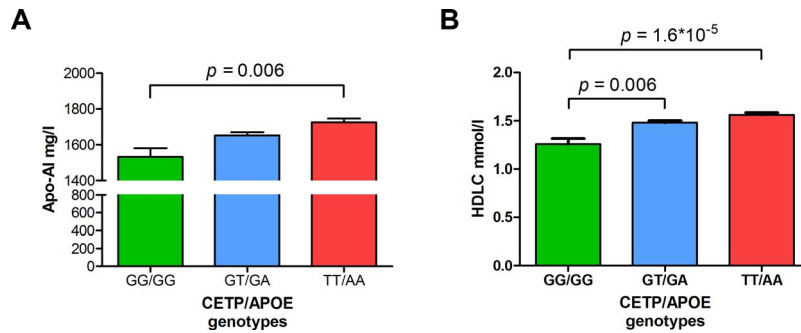 A
p = 0.006
Apo-AI mg/l
2000
1800
1600
1400
800
600
400
200
0
GG/GG GT/GA TT/AA
CETP/APOE
genotypes
B
p = 1.6*10-5
p = 0.006
HDLC mmol/l
2.0
1.5
1.0
0.5
0.0
GG/GG GT/GA TT/AA
CETP/APOE
genotypes